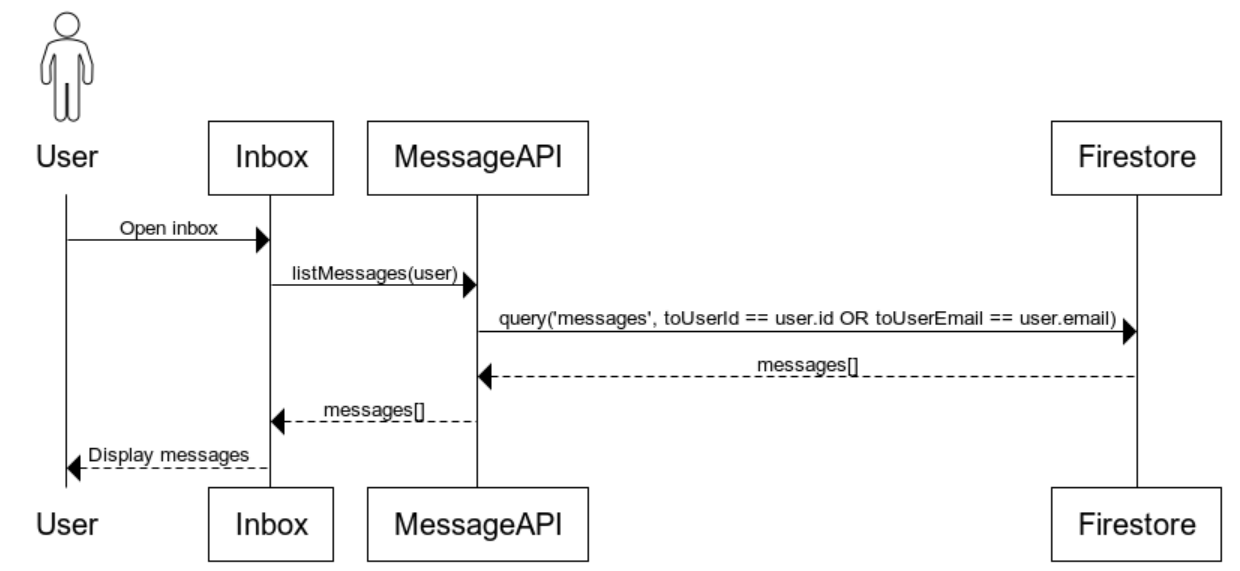 User
Inbox
MessageAPI
Firestore
Open inbox
listMessages(user)
query('messages', toUserId == user.id OR toUserEmail == user.email)
messages[]
messages[]
Display messages
User
Inbox
MessageAPI
Firestore